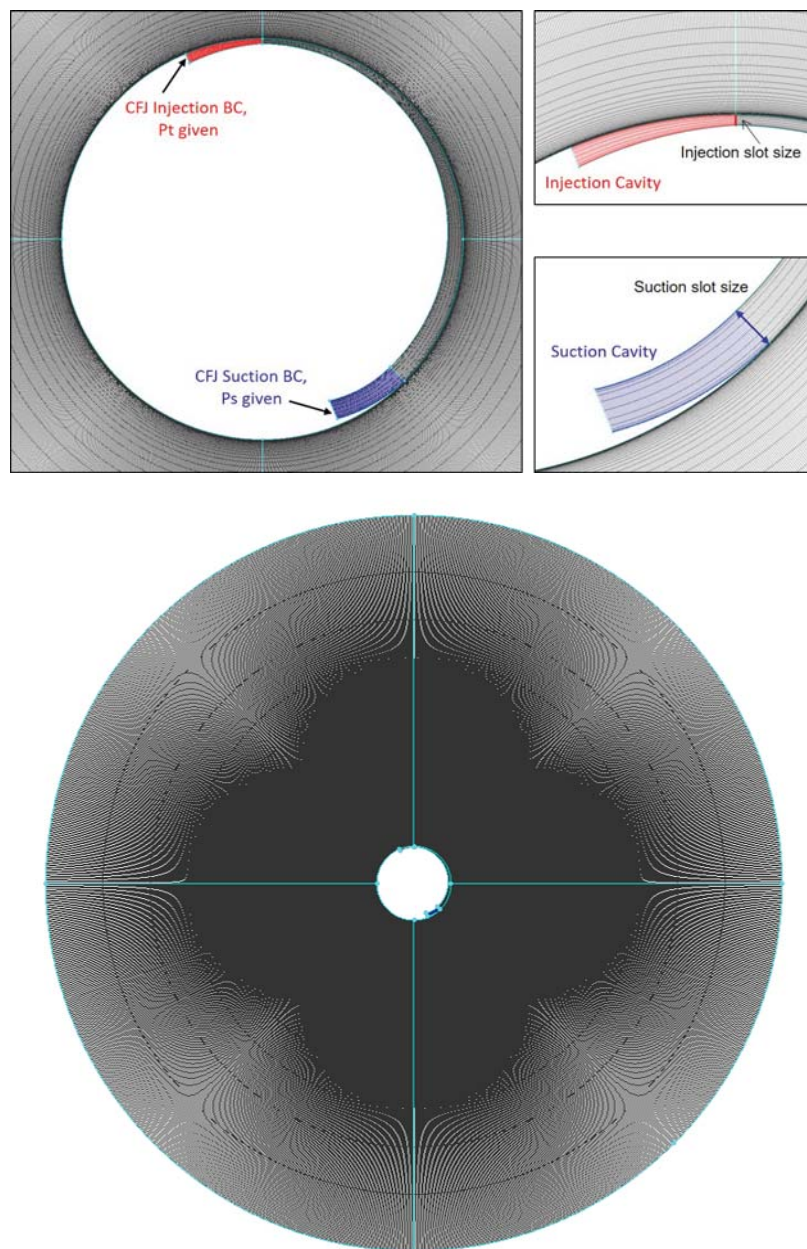 CFJ Injection BC,
Pt given
CFJ Suction BC,
Ps given
Injection slot size
Injection Cavity
Suction slot size
Suction Cavity